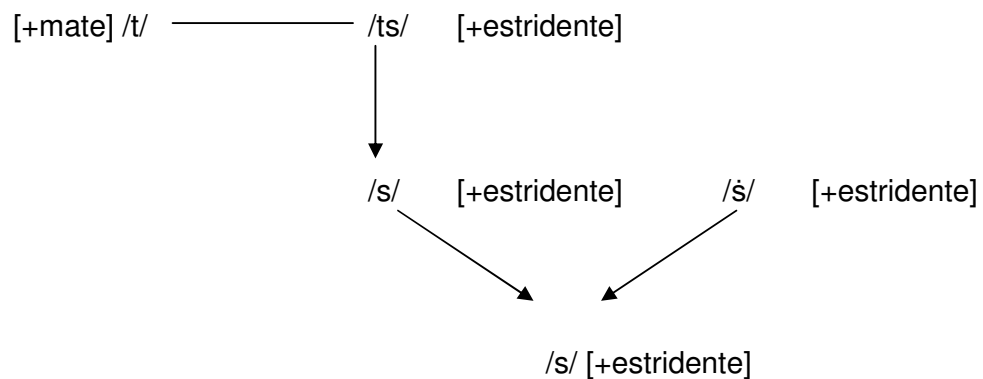 [+mate] /t/ /ts/ [+estridente]
/s/ [+estridente] /ṡ/ [+estridente]
/s/ [+estridente]